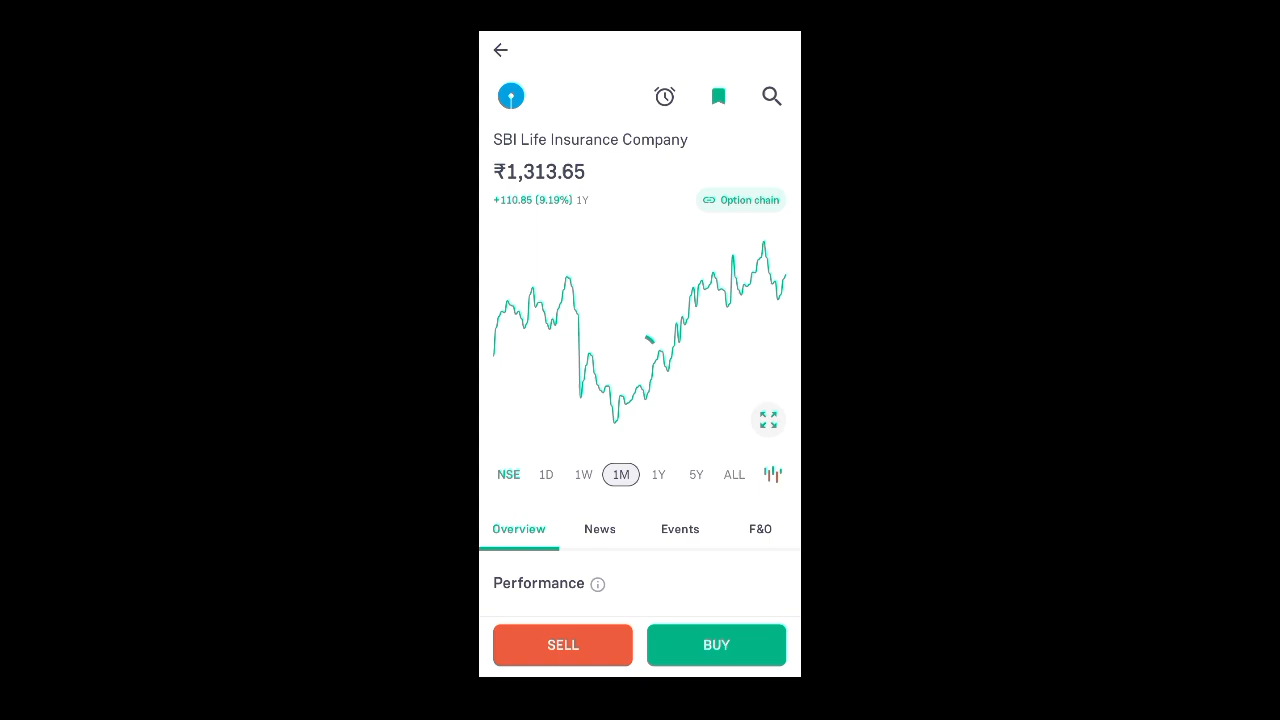 SBI Life Insurance Company
₹1,313.65
+110.85 (9.19%) 1Y
Option chain
NSE 1D 1W 1M 1Y 5Y ALL
Overview News Events F&O
Performance
SELL BUY